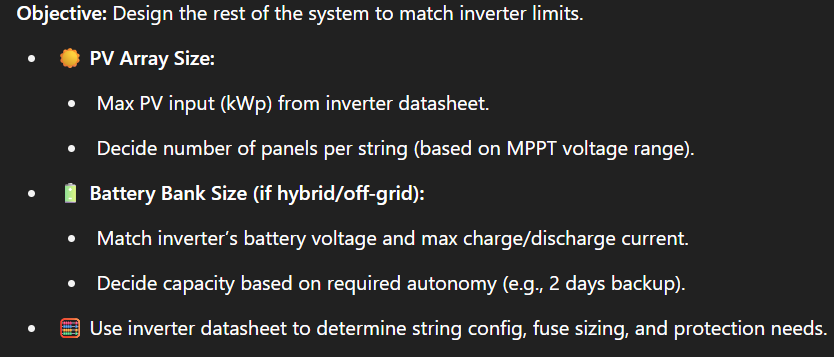 Objective: Design the rest of the system to match inverter limits.
PV Array Size:
Max PV input (kWp) from inverter datasheet.
Decide number of panels per string (based on MPPT voltage range).
Battery Bank Size (if hybrid/off-grid):
Match inverter’s battery voltage and max charge/discharge current.
Decide capacity based on required autonomy (e.g., 2 days backup).
Use inverter datasheet to determine string config, fuse sizing, and protection needs.